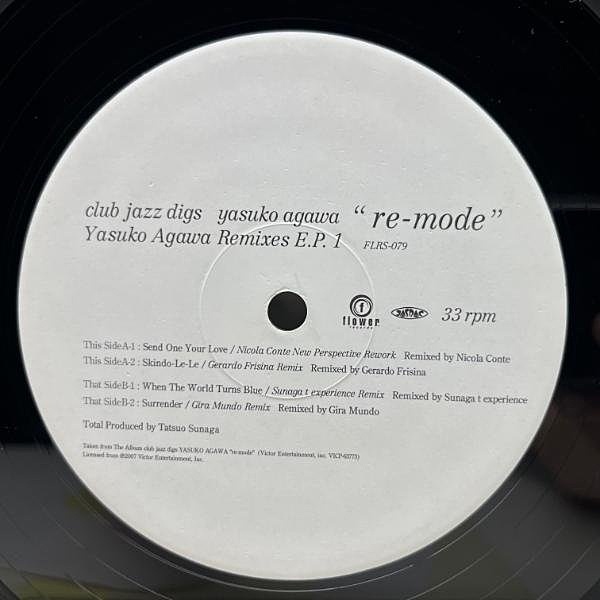 club jazz digs yasuko agawa “re-mode”
Yasuko Agawa Remixes E.P. 1 FLRS-079
flower records
JASRAC
33 rpm
This SideA-1 : Send One Your Love / Nicola Conte New Perspective Rework Remixed by Nicola Conte
This SideA-2 : Skindo-Le-Le / Gerardo Frisina Remix Remixed by Gerardo Frisina
That SideB-1 : When The World Turns Blue / Sunaga t experience Remix Remixed by Sunaga t experience
That SideB-2 : Surrender / Gira Mundo Remix Remixed by Gira Mundo
Total Produced by Tatsuo Sunaga
Taken from The Album club jazz digs YASUKO AGAWA "re-mode" (Victor Entertainment, inc. VICP-63773)
Licensed from ℗2007 Victor Entertainment, Inc.